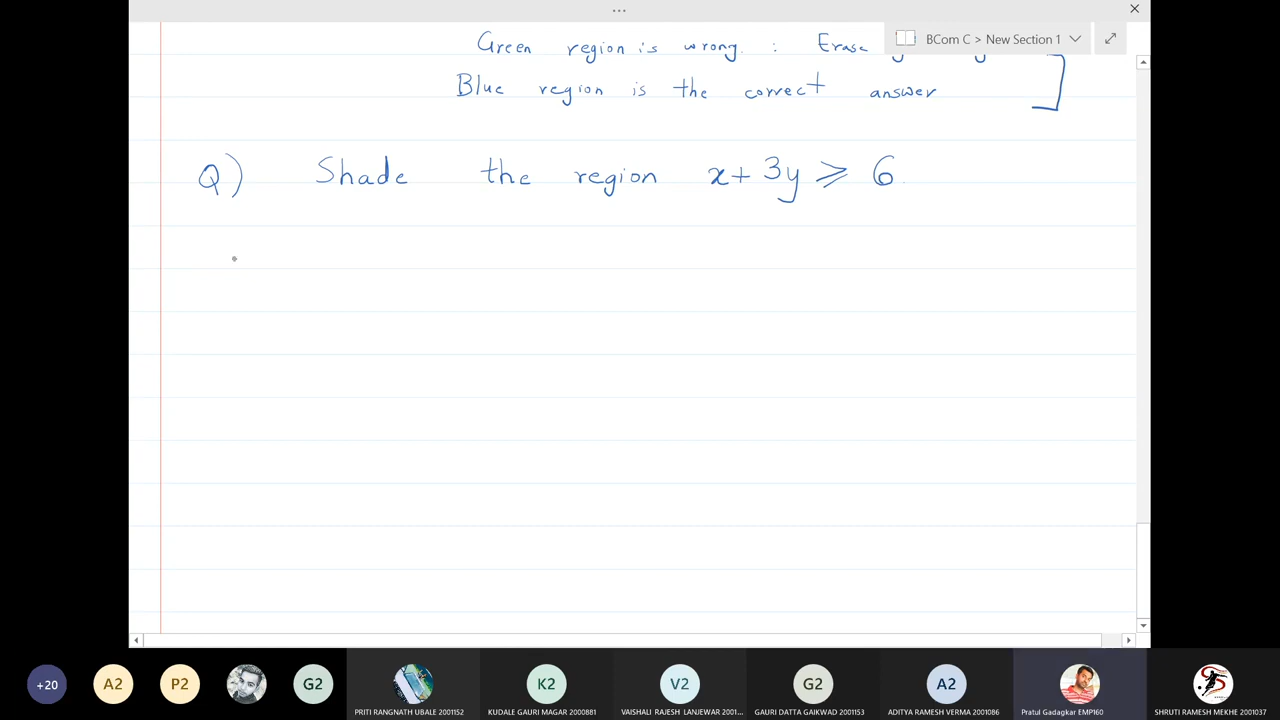 BCom C > New Section 1
Green region is wrong. : Erase
Blue region is the correct answer
Q) Shade the region x + 3y ⩾ 6.
+20
A2
P2
G2
K2
V2
G2
A2
PRITI RANGNATH UBALE 2001152
KUDALE GAURI MAGAR 2000881
VAISHALI RAJESH LANJEWAR 2001...
GAURI DATTA GAIKWAD 2001153
ADITYA RAMESH VERMA 2001086
Pratul Gadagkar EMP160
SHRUTI RAMESH MEKHE 2001037